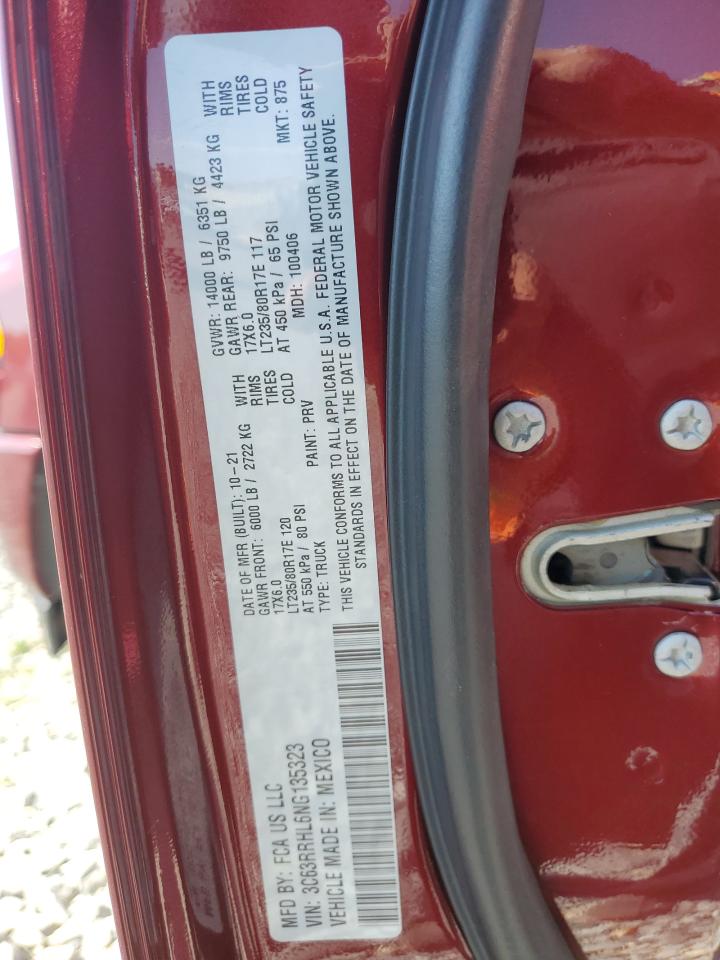 MFD BY: FCA US LLC
DATE OF MFR (BUILT): 10-21
GVWR: 14000 LB / 6351 KG
GAWR FRONT: 6000 LB / 2722 KG WITH
GAWR REAR: 9750 LB / 4423 KG WITH
17X6.0 RIMS
17X6.0 RIMS
LT235/80R17E 120 TIRES
LT235/80R17E 117 TIRES
AT 550 kPa / 80 PSI COLD
AT 450 kPa / 65 PSI COLD
VIN: 3C63RRHL6NG135323
TYPE: TRUCK PAINT: PRV MDH: 100406 MKT: 875
VEHICLE MADE IN: MEXICO
THIS VEHICLE CONFORMS TO ALL APPLICABLE U.S.A. FEDERAL MOTOR VEHICLE SAFETY
STANDARDS IN EFFECT ON THE DATE OF MANUFACTURE SHOWN ABOVE.